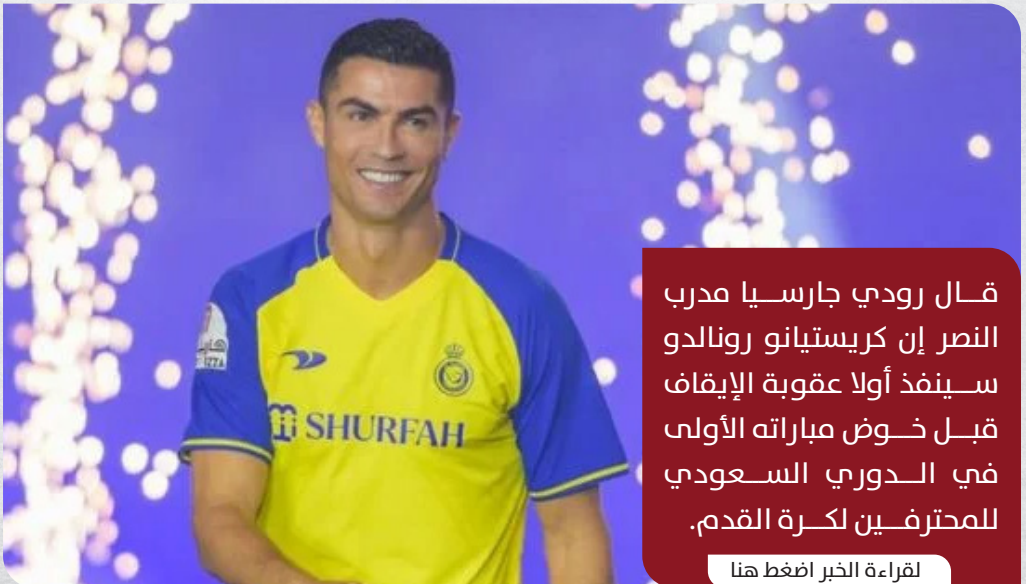 SHURFAH
قال رودي جارسيا مدرب
النصر إن كريستيانو رونالدو
سينفذ أولا عقوبة الإيقاف
قبل خوض مباراته الأولى
في الدوري السعودي
للمحترفين لكرة القدم.
لقراءة الخبر اضغط هنا